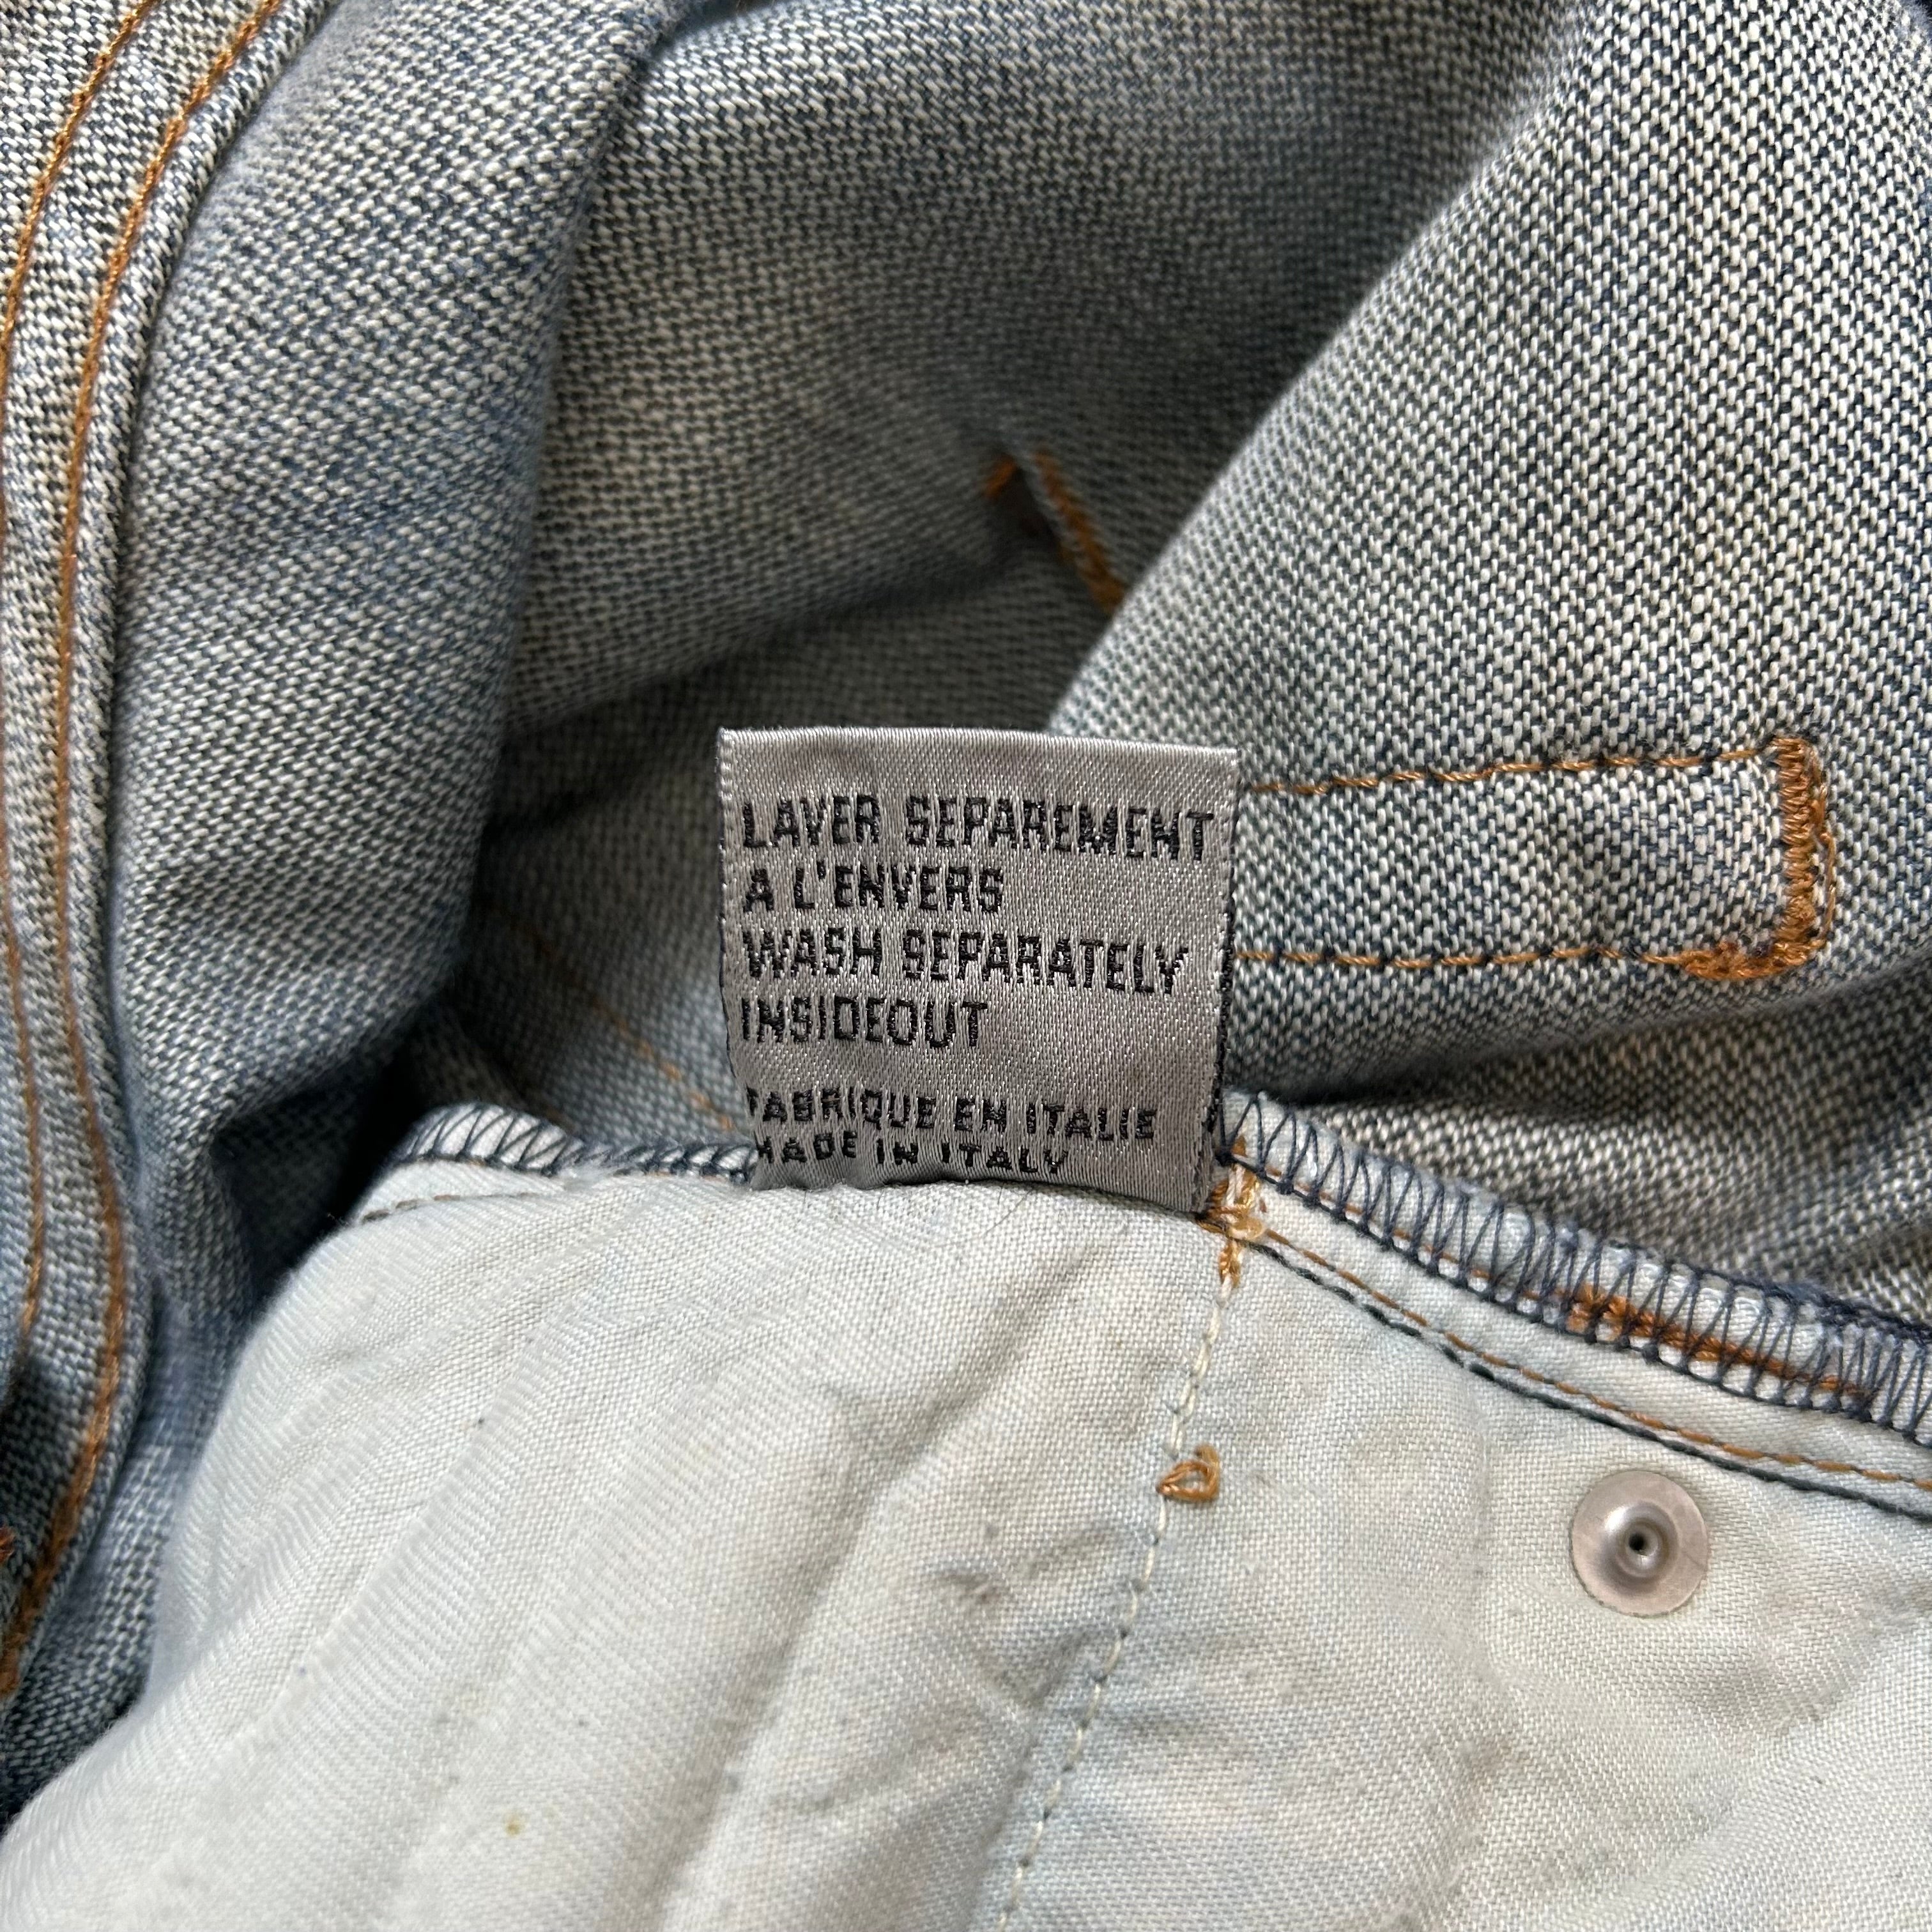 LAVER SEPAREMENT
A L'ENVERS
WASH SEPARATELY
INSIDEOUT
FABRIQUE EN ITALIE
MADE IN ITALY